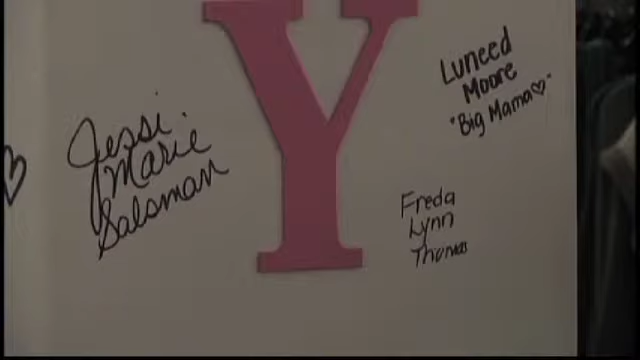 Y
Jessi
Marie
Salsman
Luneed
Moore
"Big Mama♡"
Freda
Lynn
Thomas